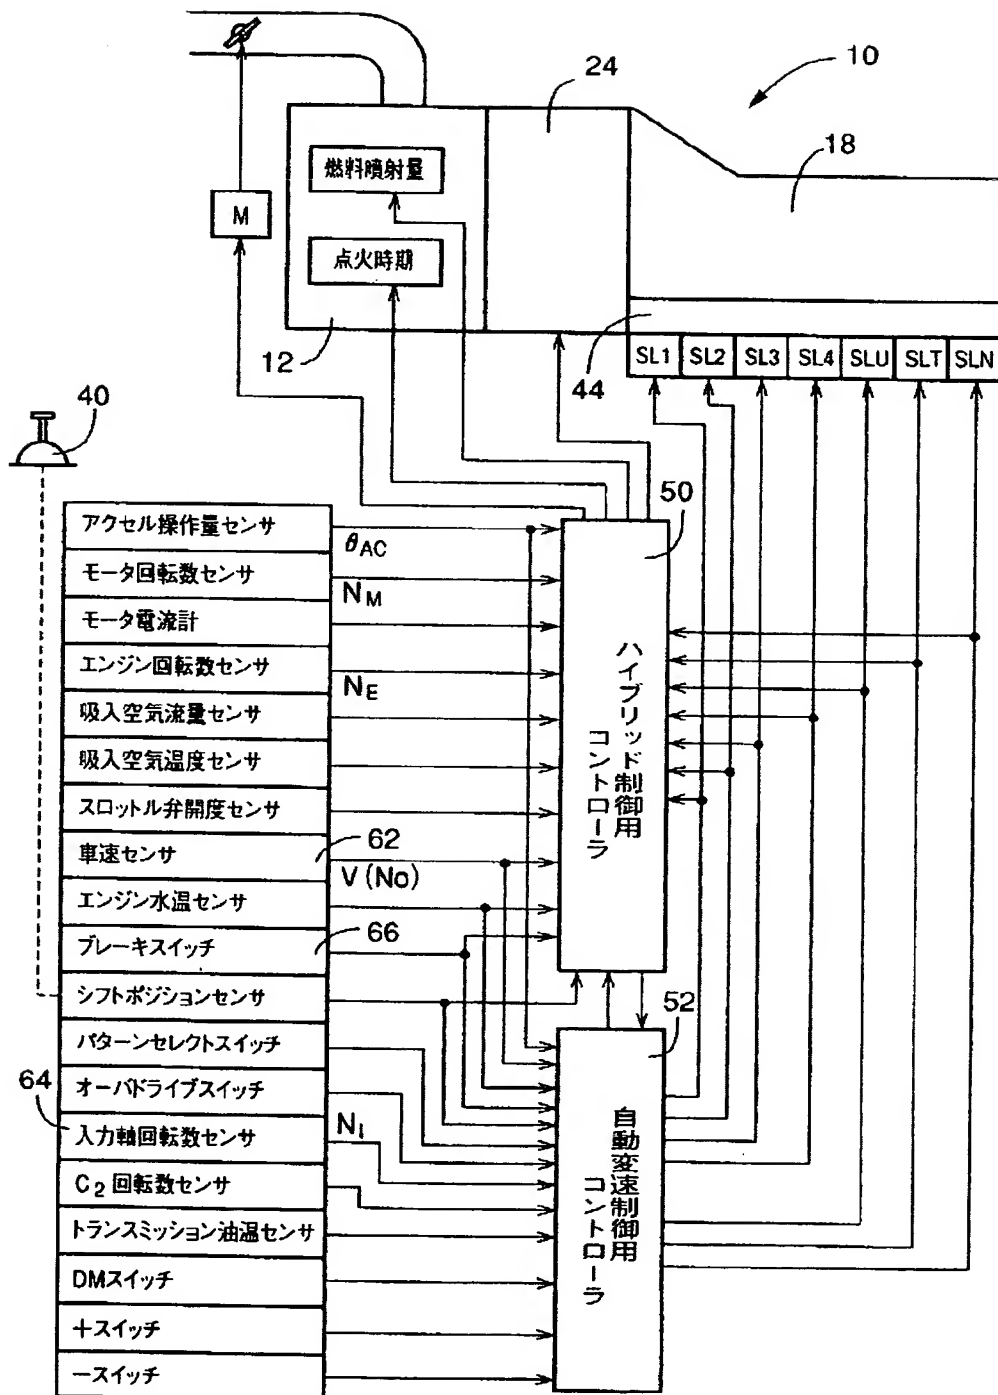 10
24
18
燃料噴射量
M
点火時期
12
44
SL1 SL2 SL3 SL4 SLU SLT SLN
40
50
アクセル操作量センサ
θAC
モータ回転数センサ
NM
モータ電流計
エンジン回転数センサ
NE
吸入空気流量センサ
吸入空気温度センサ
スロットル弁開度センサ
車速センサ
62
V(No)
エンジン水温センサ
ブレーキスイッチ
66
シフトポジションセンサ
パターンセレクトスイッチ
オーバドライブスイッチ
64
入力軸回転数センサ
NI
C2回転数センサ
トランスミッション油温センサ
DMスイッチ
+スイッチ
−スイッチ
ハイブリッド制御用
コントローラ
52
自動変速制御用
コントローラ